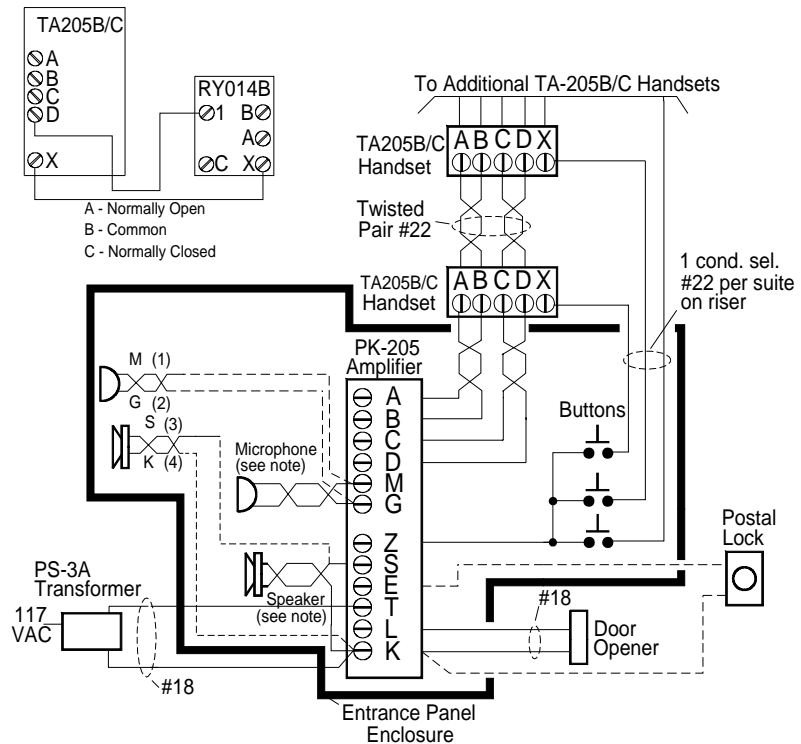 TA205B/C
A
B
C
D
X
RY014B
1 B
A
C X
A - Normally Open
B - Common
C - Normally Closed
To Additional TA-205B/C Handsets
TA205B/C
Handset
A B C D X
Twisted
Pair #22
TA205B/C
Handset
A B C D X
1 cond. sel.
#22 per suite
on riser
PK-205
Amplifier
A
B
C
D
M
G
Z
S
E
T
L
K
M (1)
G (2)
S (3)
K (4)
Microphone
(see note)
Speaker
(see note)
Buttons
Postal
Lock
PS-3A
Transformer
117
VAC
#18
#18
Door
Opener
Entrance Panel
Enclosure